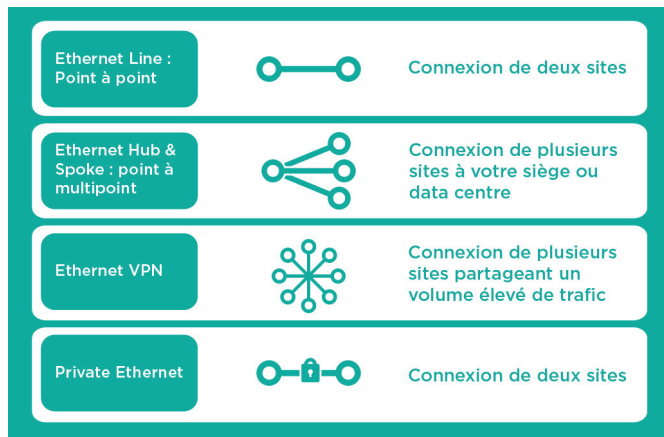 Ethernet Line :
Point à point
Connexion de deux sites
Ethernet Hub &
Spoke : point à
multipoint
Connexion de plusieurs
sites à votre siège ou
data centre
Ethernet VPN
Connexion de plusieurs
sites partageant un
volume élevé de trafic
Private Ethernet
Connexion de deux sites